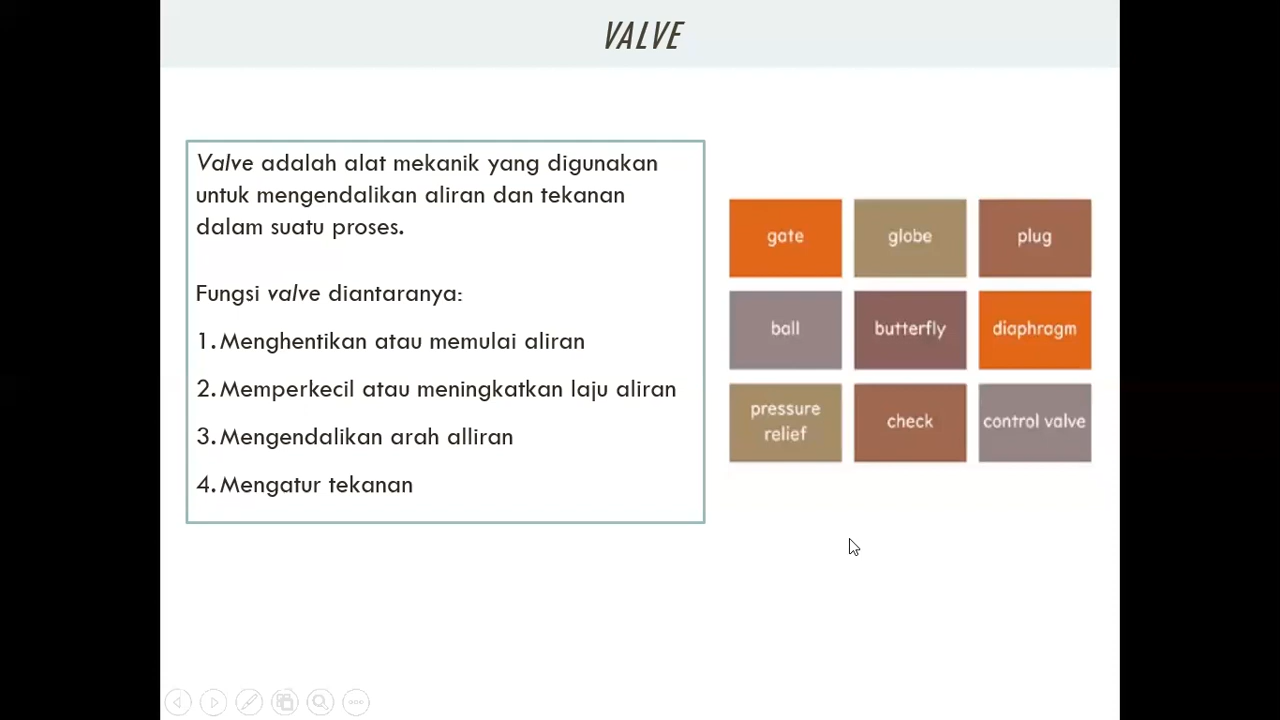 VALVE
Valve adalah alat mekanik yang digunakan
untuk mengendalikan aliran dan tekanan
dalam suatu proses.
Fungsi valve diantaranya:
1. Menghentikan atau memulai aliran
2. Memperkecil atau meningkatkan laju aliran
3. Mengendalikan arah alliran
4. Mengatur tekanan
gate
globe
plug
ball
butterfly
diaphragm
pressure
relief
check
control valve